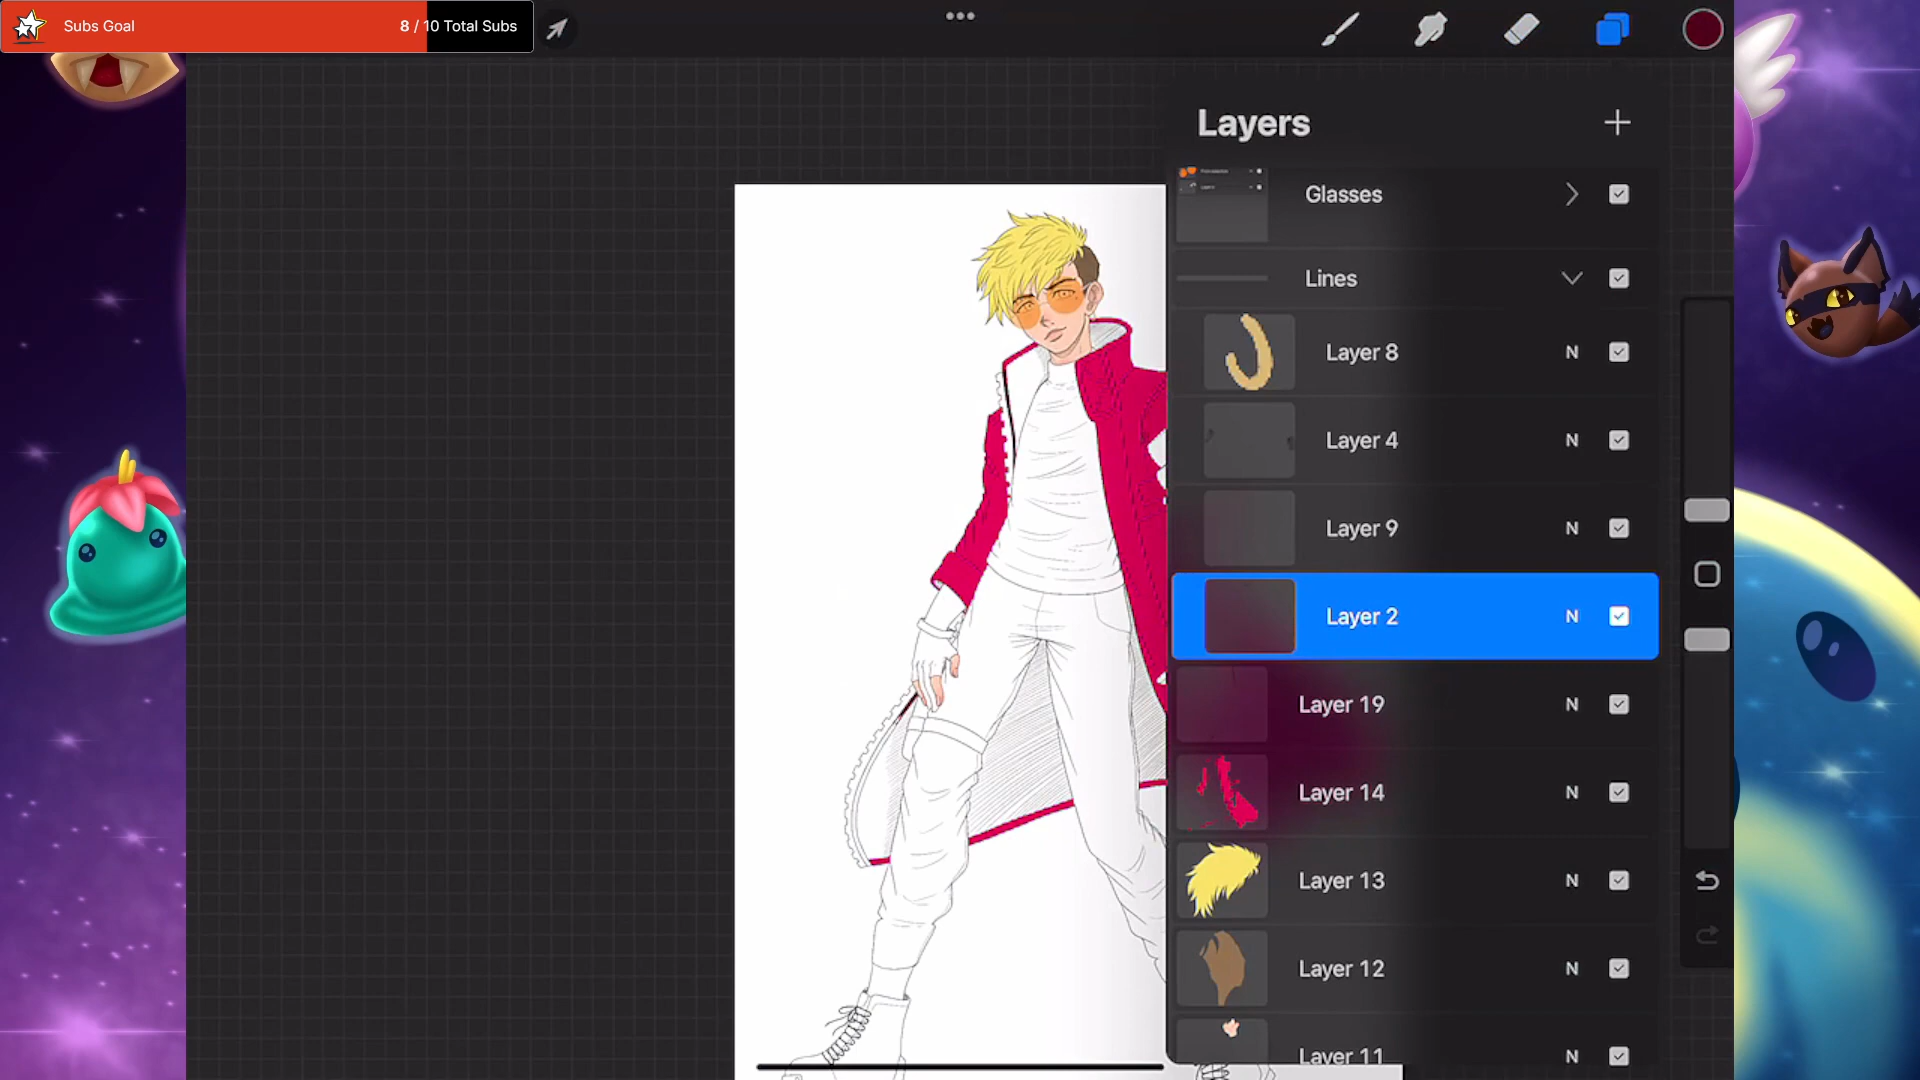 Subs Goal 8 / 10 Total Subs
Layers
Glasses
Lines
Layer 8 N
Layer 4 N
Layer 9 N
Layer 2 N
Layer 19 N
Layer 14 N
Layer 13 N
Layer 12 N
Layer 11 N